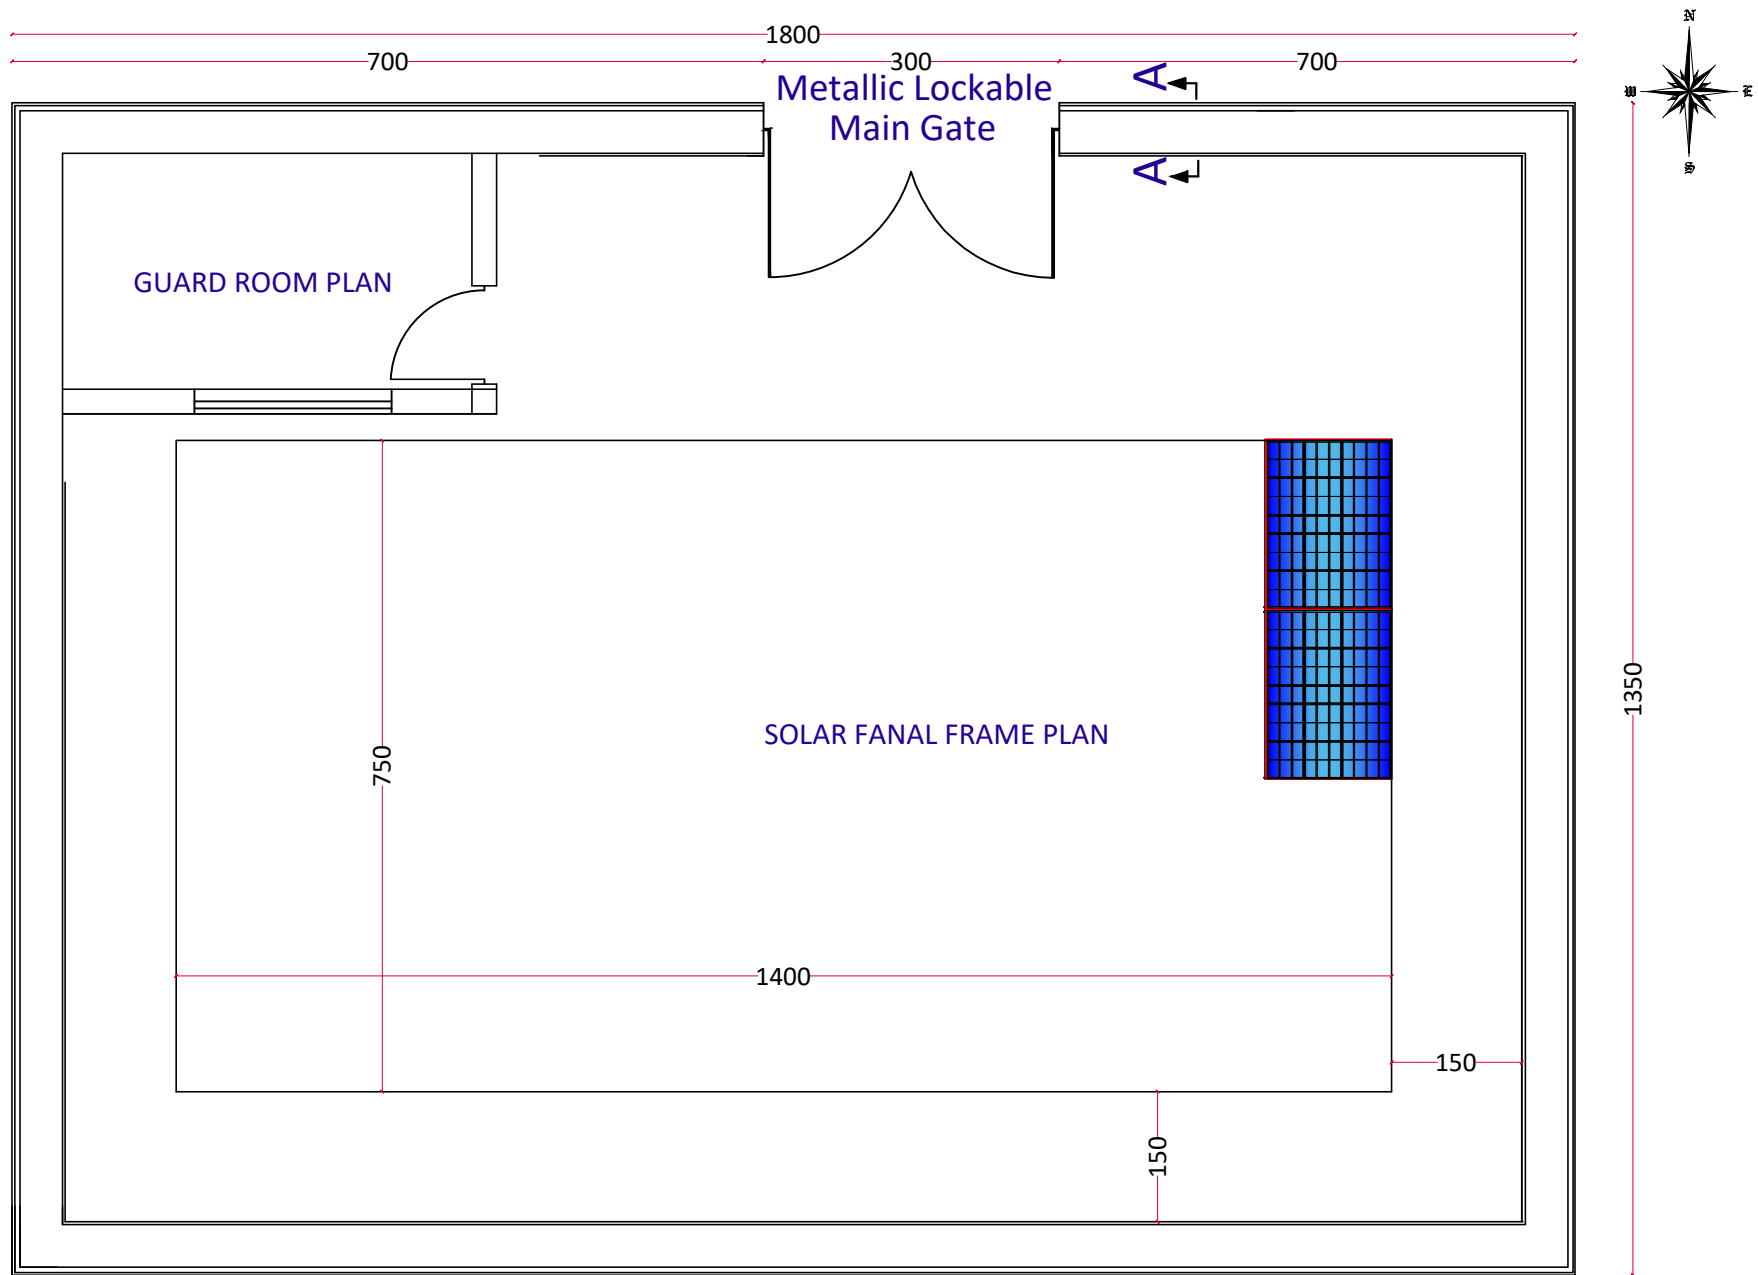 1800
700 300 700
Metallic Lockable
Main Gate
A
A
N
W E
S
GUARD ROOM PLAN
1350
SOLAR FANAL FRAME PLAN
750
1400
150
150